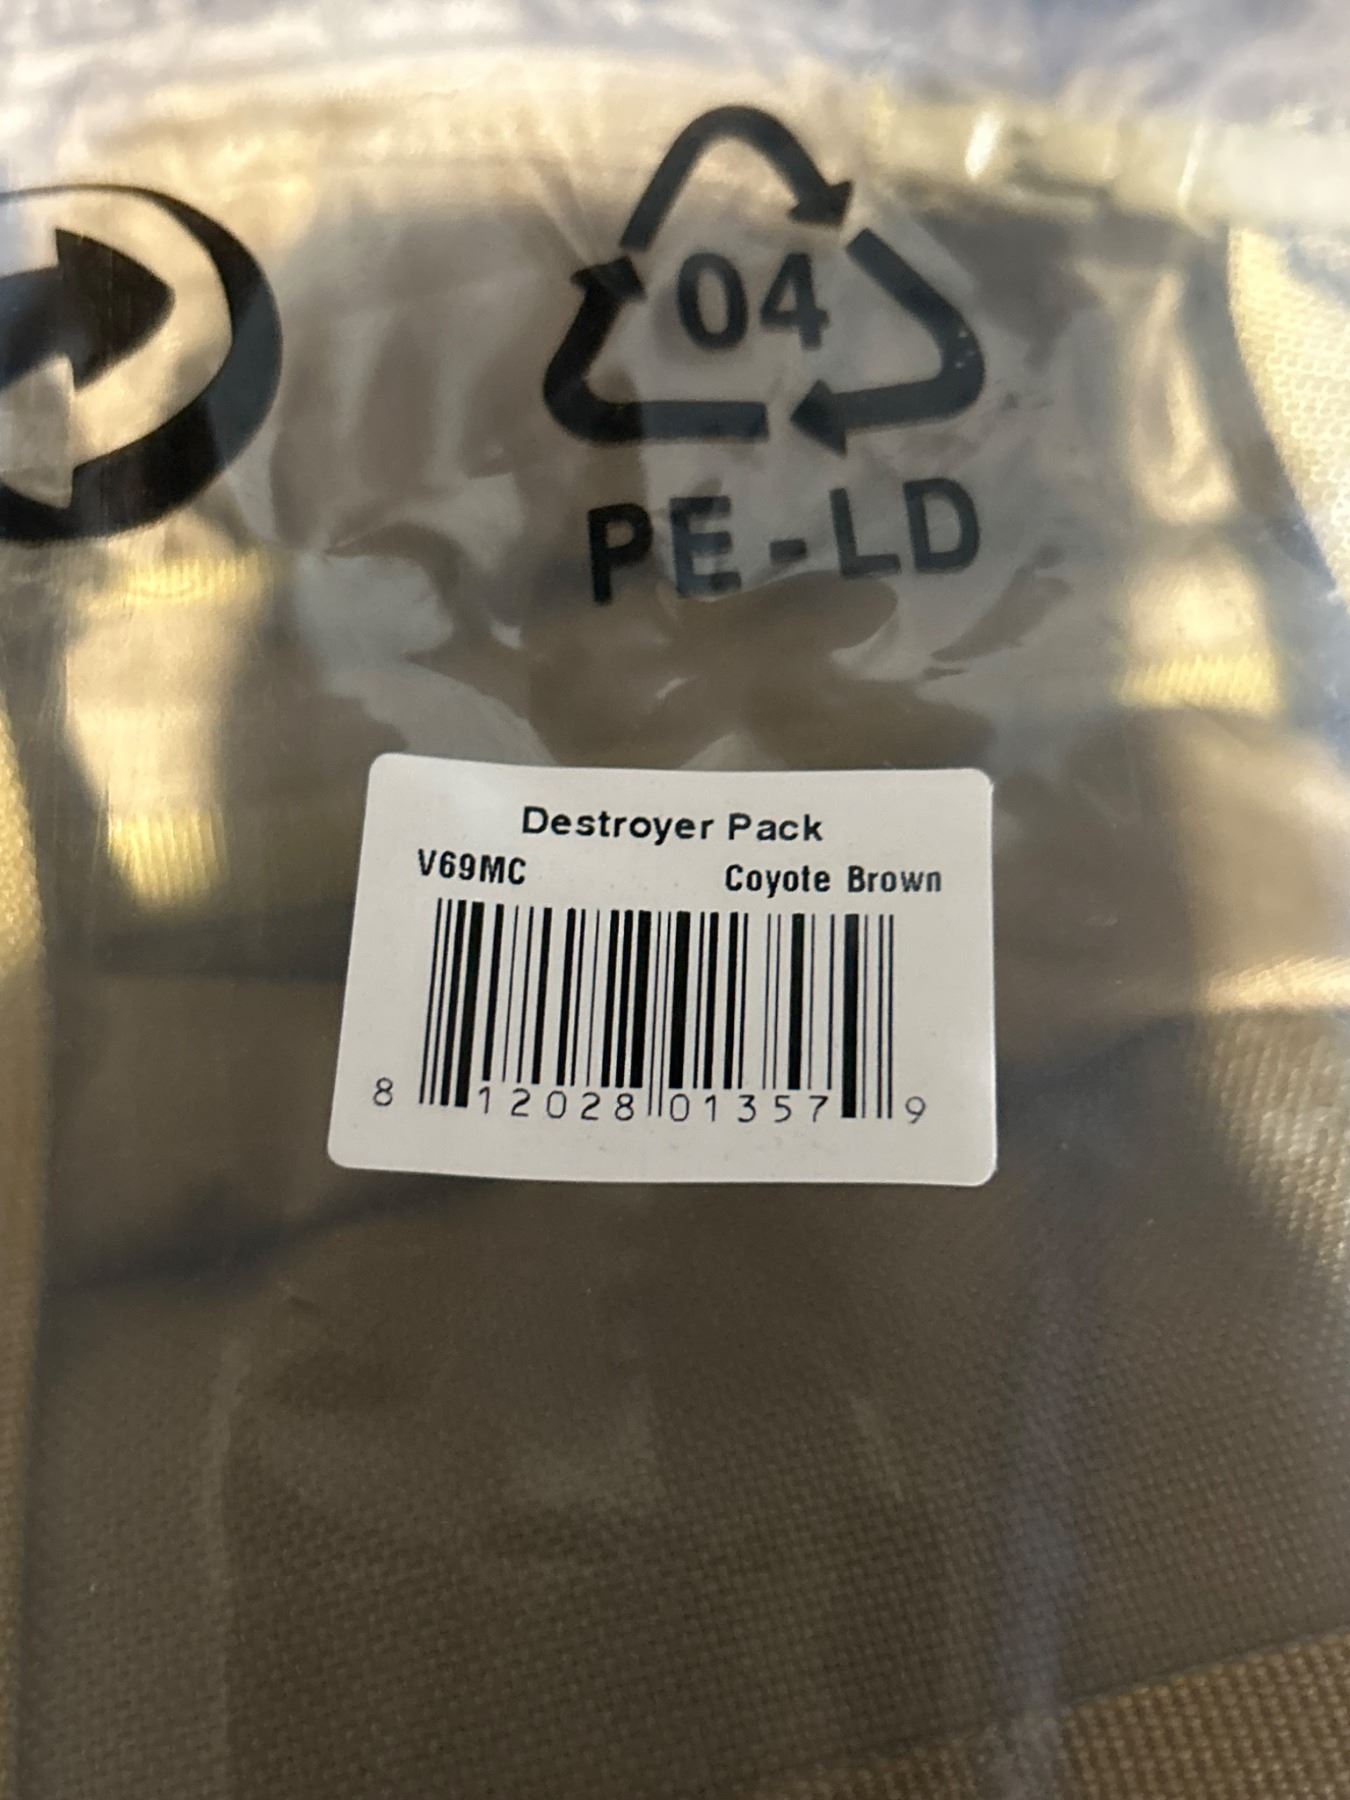 04
PE-LD
Destroyer Pack
V69MC Coyote Brown
8 12028 01357 9